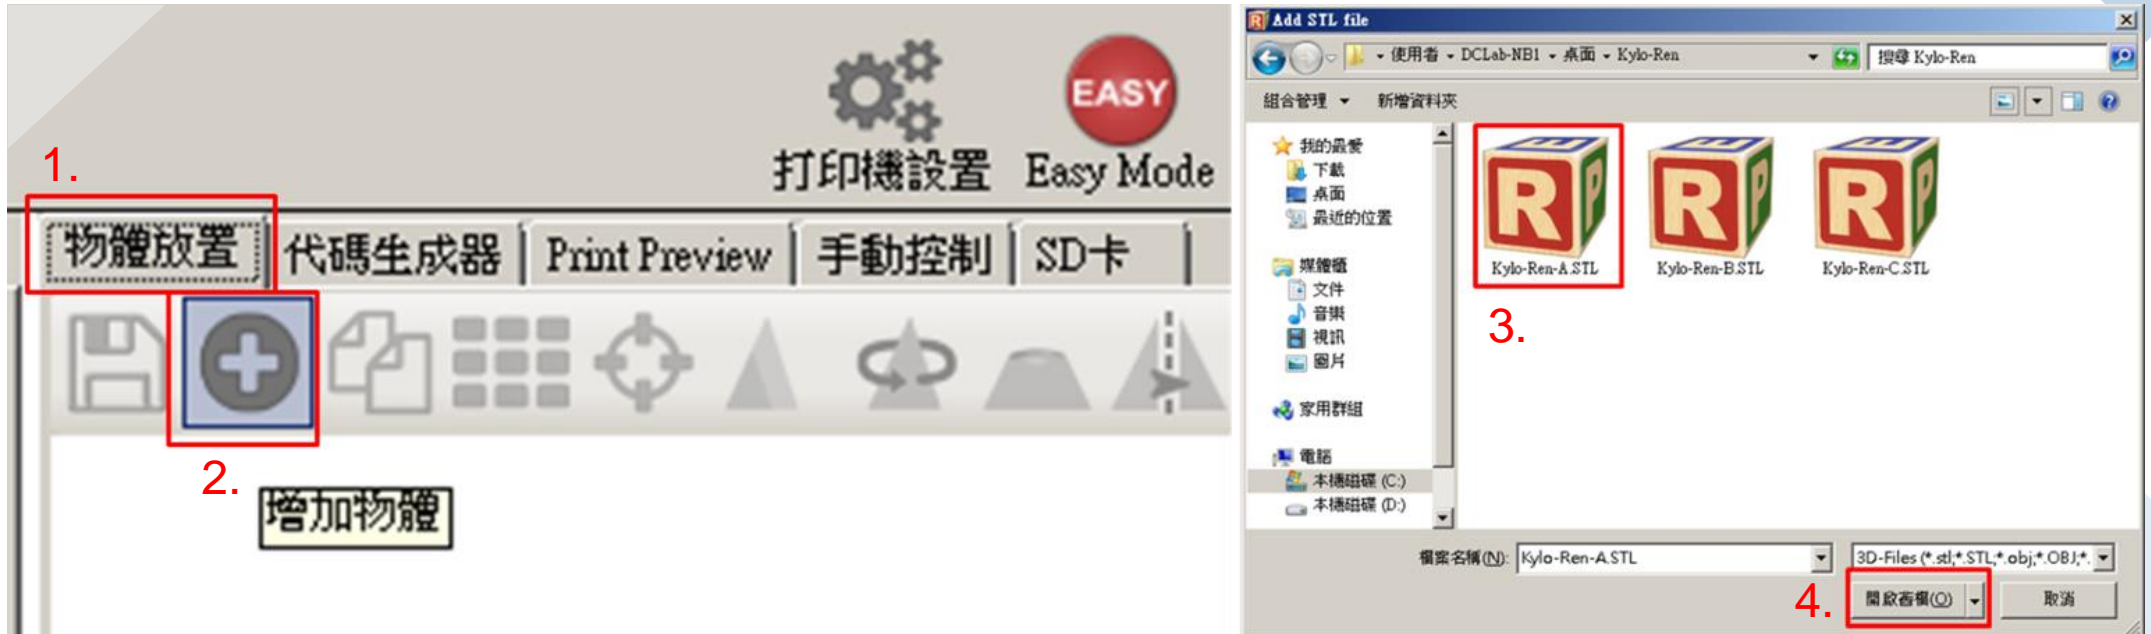 打印機設置
EASY
Easy Mode
1.
物體放置
代碼生成器
Print Preview
手動控制
SD卡
2.
增加物體
Add STL file
使用者 DCLab-NB1 桌面 Kylo-Ren
搜尋 Kylo-Ren
組合管理
新增資料夾
我的最愛
下載
桌面
最近的位置
媒體櫃
文件
音樂
視訊
圖片
家用群組
電腦
本機磁碟 (C:)
本機磁碟 (D:)
R
P
R
P
R
P
Kylo-Ren-A.STL
Kylo-Ren-B.STL
Kylo-Ren-C.STL
3.
檔案名稱(N):
Kylo-Ren-A.STL
3D-Files (*.stl;*.STL;*.obj;*.OBJ;*.
4.
開啟舊檔(O)
取消